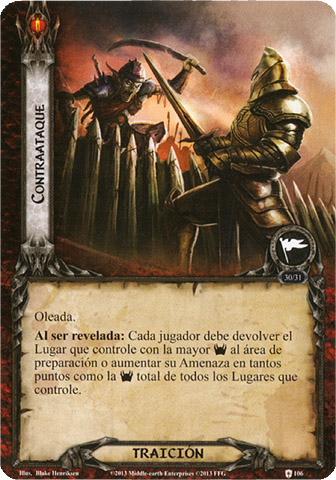 CONTRAATAQUE
30/31
Oleada.
Al ser revelada: Cada jugador debe devolver el
Lugar que controle con la mayor al área de
preparación o aumentar su Amenaza en tantos
puntos como la total de todos los Lugares que
controle.
TRAICIÓN
Illus. Blake Henriksen
©2013 Middle-earth Enterprises ©2013 FFG
106